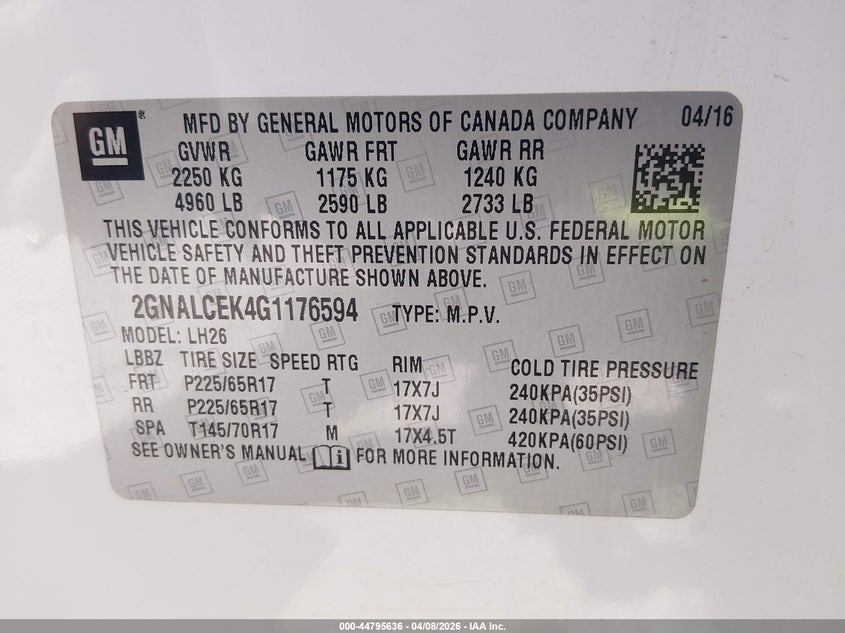 GM ® MFD BY GENERAL MOTORS OF CANADA COMPANY 04/16
GVWR GAWR FRT GAWR RR
2250 KG 1175 KG 1240 KG
4960 LB 2590 LB 2733 LB
THIS VEHICLE CONFORMS TO ALL APPLICABLE U.S. FEDERAL MOTOR
VEHICLE SAFETY AND THEFT PREVENTION STANDARDS IN EFFECT ON
THE DATE OF MANUFACTURE SHOWN ABOVE.
2GNALCEK4G1176594 TYPE: M.P.V.
MODEL: LH26
LBBZ TIRE SIZE SPEED RTG RIM COLD TIRE PRESSURE
FRT P225/65R17 T 17X7J 240KPA(35PSI)
RR P225/65R17 T 17X7J 240KPA(35PSI)
SPA T145/70R17 M 17X4.5T 420KPA(60PSI)
SEE OWNER'S MANUAL i FOR MORE INFORMATION.
000-44795636 - 04/08/2026 - IAA Inc.